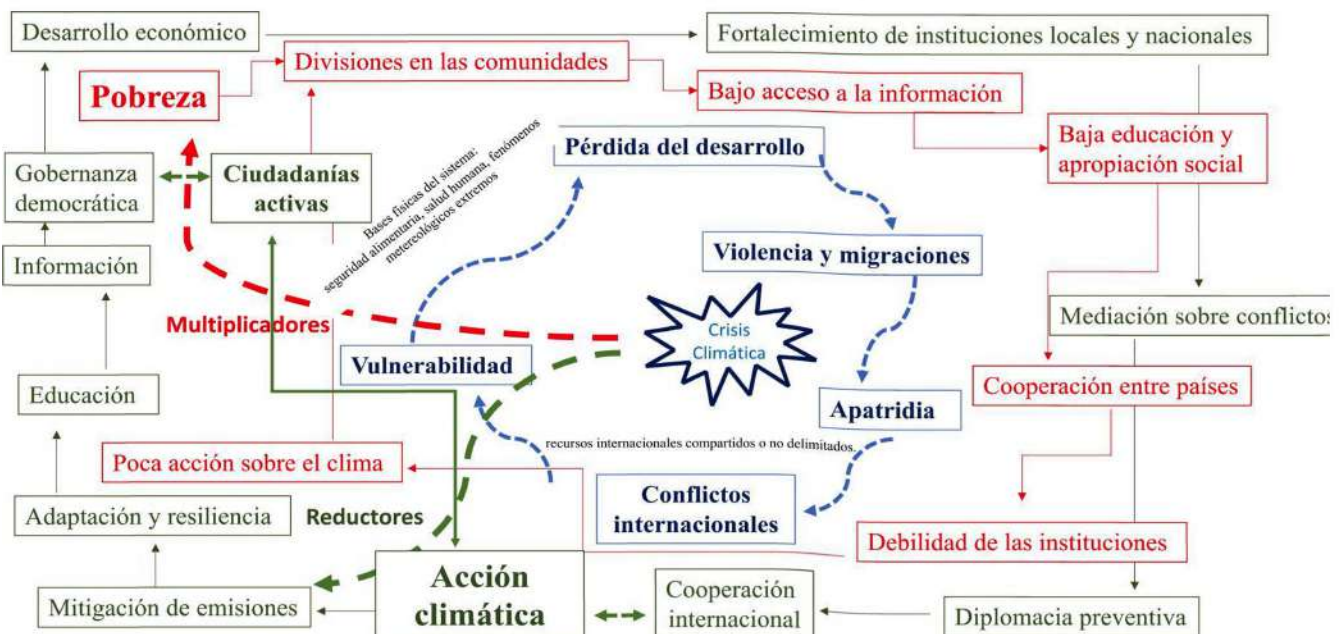 Desarrollo económico
Fortalecimiento de instituciones locales y nacionales
Divisiones en las comunidades
Pobreza
Bajo acceso a la información
Baja educación y
apropiación social
Pérdida del desarrollo
Bases físicas del sistema:
seguridad alimentaria, salud humana, fenómenos
metereológicos extremos
Gobernanza
democrática
Ciudadanías
activas
Violencia y migraciones
Información
Multiplicadores
Crisis
Climática
Mediación sobre conflictos
Vulnerabilidad
Educación
Cooperación entre países
Apatridia
recursos internacionales compartidos o no delimitados.
Poca acción sobre el clima
Conflictos
internacionales
Adaptación y resiliencia
Reductores
Debilidad de las instituciones
Acción
climática
Mitigación de emisiones
Cooperación
internacional
Diplomacia preventiva